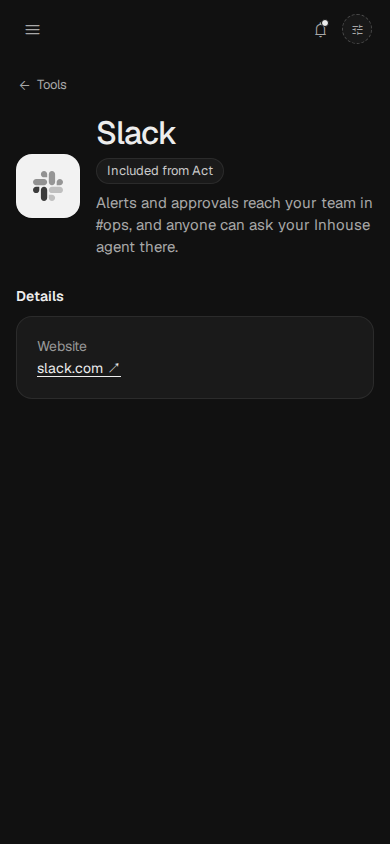 ← Tools
Slack
Included from Act
Alerts and approvals reach your team in
#ops, and anyone can ask your Inhouse
agent there.
Details
Website
slack.com ↗